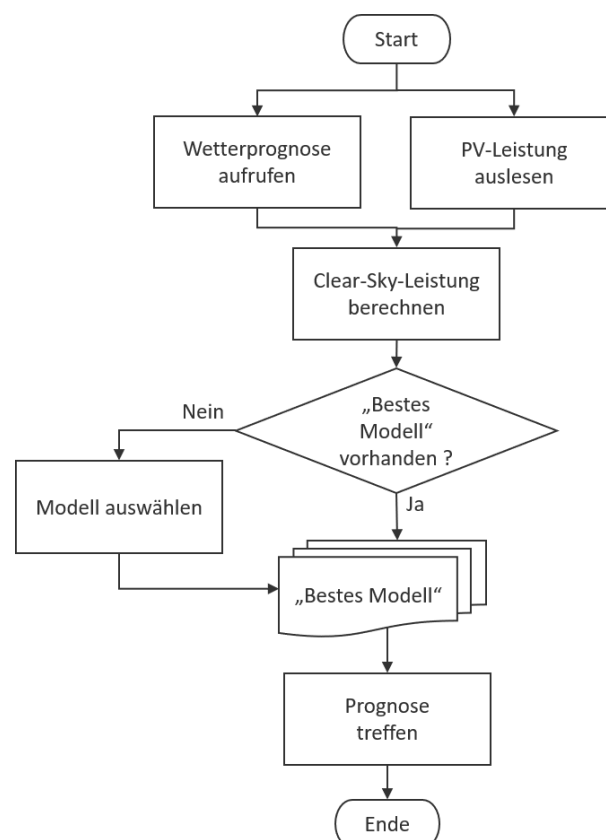 Start
Wetterprognose
aufrufen
PV-Leistung
auslesen
Clear-Sky-Leistung
berechnen
Nein
„Bestes
Modell“
vorhanden ?
Modell auswählen
Ja
„Bestes Modell“
Prognose
treffen
Ende